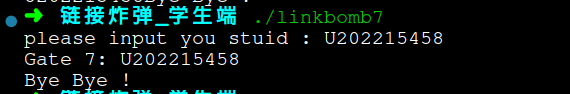 ➜ 链接炸弹_学生端 ./linkbomb7
please input you stuid : U202215458
Gate 7: U202215458
Bye Bye !